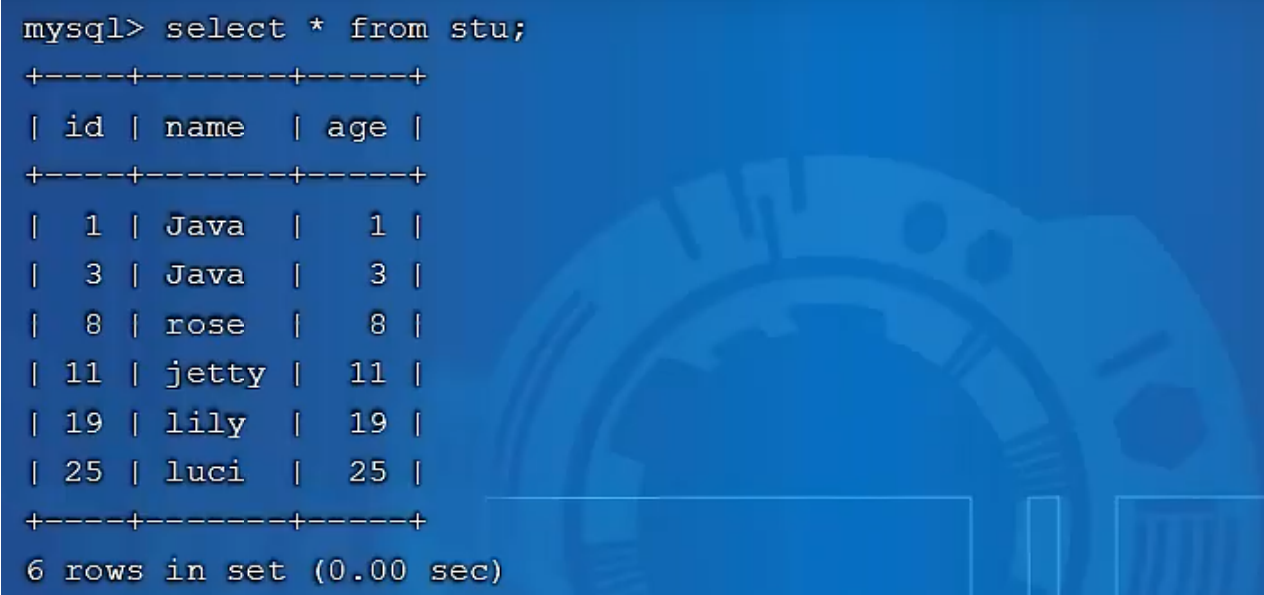 mysql> select * from stu;
+----+-------+-----+
| id | name  | age |
+----+-------+-----+
|  1 | Java  |   1 |
|  3 | Java  |   3 |
|  8 | rose  |   8 |
| 11 | jetty |  11 |
| 19 | lily  |  19 |
| 25 | luci  |  25 |
+----+-------+-----+
6 rows in set (0.00 sec)